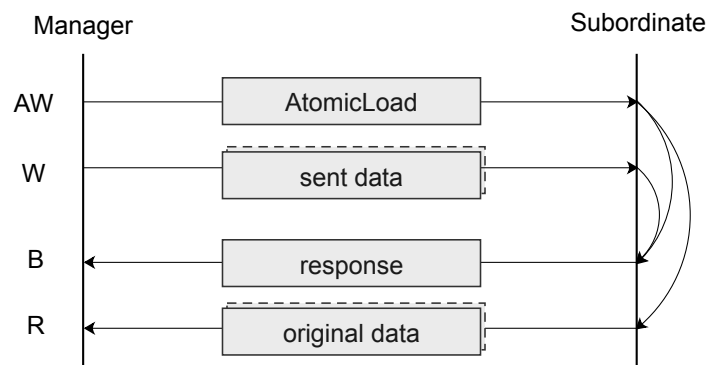 Manager Subordinate
AW AtomicLoad
W sent data
B response
R original data